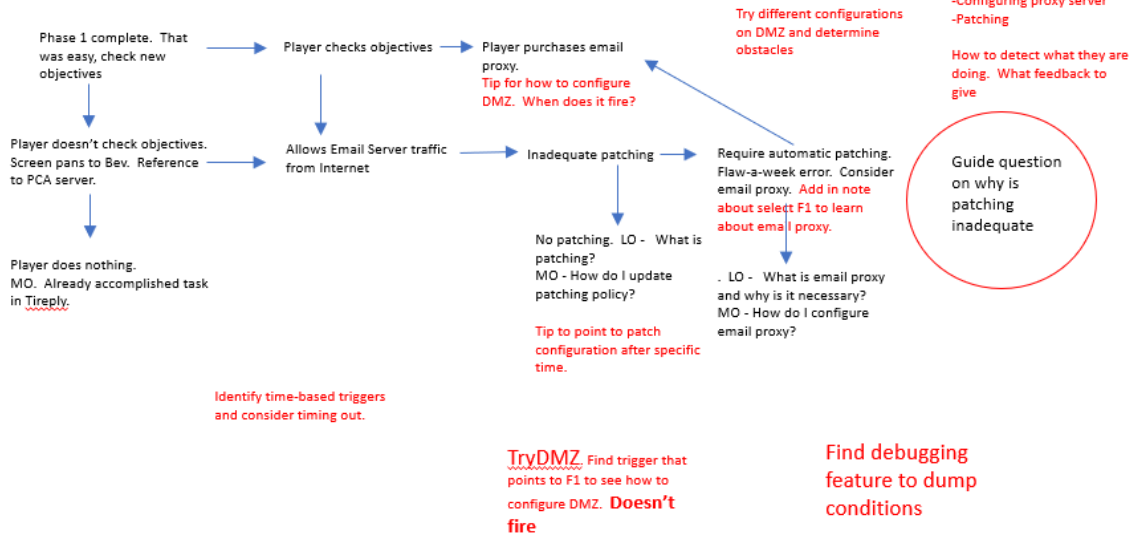 -Configuring proxy server
-Patching
How to detect what they are
doing.  What feedback to
give
Try different configurations
on DMZ and determine
obstacles
Phase 1 complete.  That
was easy, check new
objectives
Player checks objectives
Player purchases email
proxy.
Tip for how to configure
DMZ.  When does it fire?
Player doesn't check objectives.
Screen pans to Bev.  Reference
to PCA server.
Allows Email Server traffic
from Internet
Inadequate patching
Require automatic patching.
Flaw-a-week error.  Consider
email proxy.  Add in note
about select F1 to learn
about email proxy.
Guide question
on why is
patching
inadequate
Player does nothing.
MO.  Already accomplished task
in Tireply.
No patching.  LO -   What is
patching?
MO - How do I update
patching policy?
.  LO -   What is email proxy
and why is it necessary?
MO - How do I configure
email proxy?
Tip to point to patch
configuration after specific
time.
Identify time-based triggers
and consider timing out.
TryDMZ. Find trigger that
points to F1 to see how to
configure DMZ.  Doesn't
fire
Find debugging
feature to dump
conditions